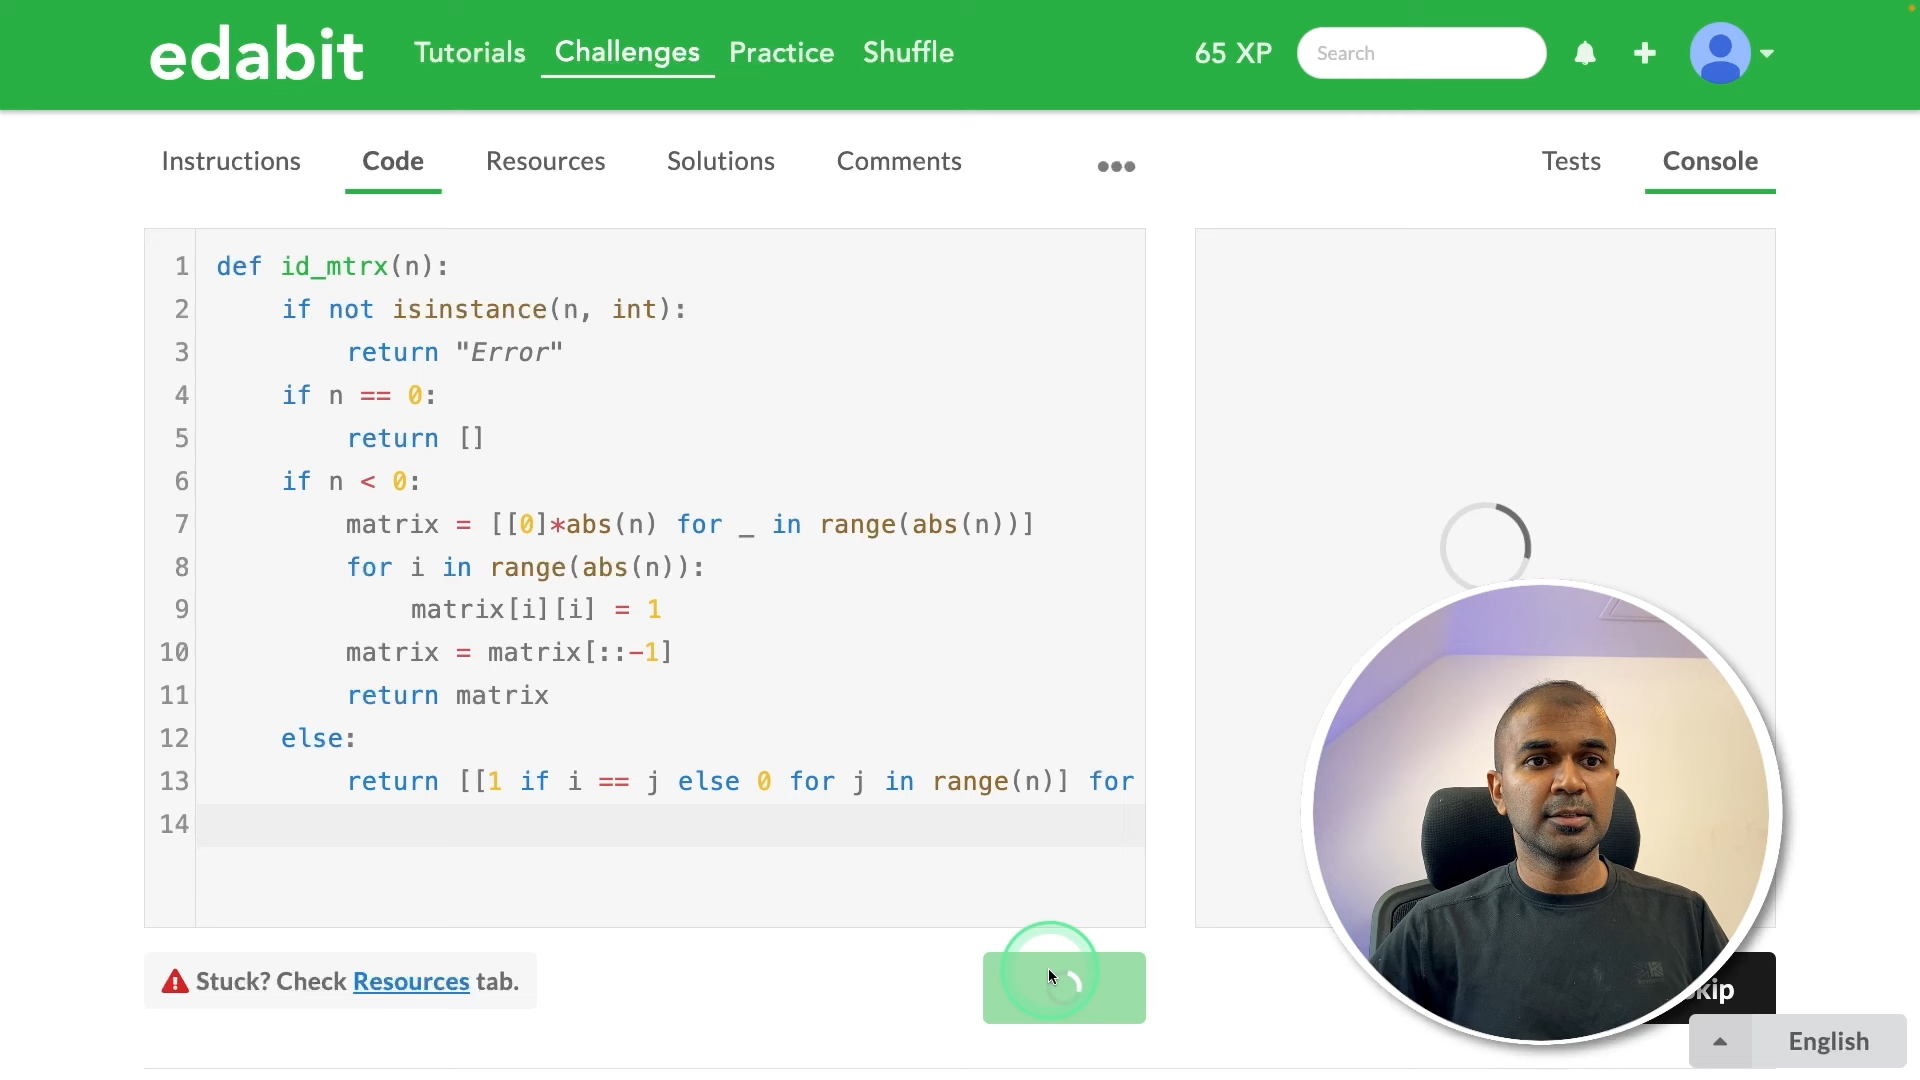 edabit Tutorials Challenges Practice Shuffle 65 XP Search
Instructions Code Resources Solutions Comments Tests Console
1 def id_mtrx(n):
2 if not isinstance(n, int):
3 return "Error"
4 if n == 0:
5 return []
6 if n < 0:
7 matrix = [[0]*abs(n) for _ in range(abs(n))]
8 for i in range(abs(n)):
9 matrix[i][i] = 1
10 matrix = matrix[::-1]
11 return matrix
12 else:
13 return [[1 if i == j else 0 for j in range(n)] for
14
Stuck? Check Resources tab.
English